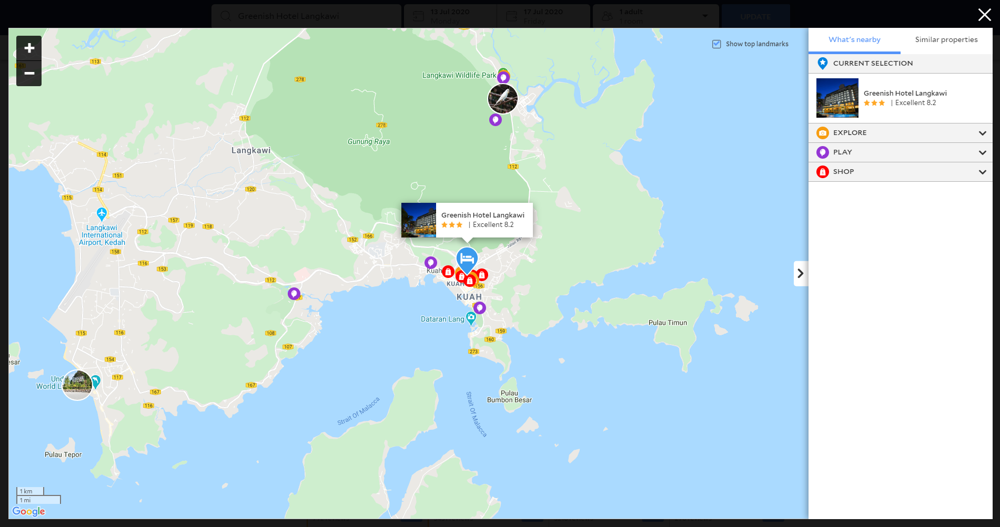 Greenish Hotel Langkawi
13 Jul 2020
Monday
17 Jul 2020
Friday
1 adult
1 room
UPDATE
+
−
Show top landmarks
What's nearby
Similar properties
CURRENT SELECTION
Greenish Hotel Langkawi
| Excellent 8.2
EXPLORE
PLAY
SHOP
161
113
278
Langkawi Wildlife Park
112
278
Gunung Raya
Langkawi
114
112
151
114
120
115
Greenish Hotel Langkawi
| Excellent 8.2
157
119
118
Langkawi
International
Airport, Kedah
112
152
166
158
116
153
112
Kuah
KUAH
156
KUAH
Dataran Lang
Pulau Timun
115
116
108
159
160
107
273
esar
154
117
Und
World L
167
167
116
Pulau
Bumbon Besar
Strait Of Malacca
Strait Of Malacca
Pulau Tepor
1 km
1 mi
Google